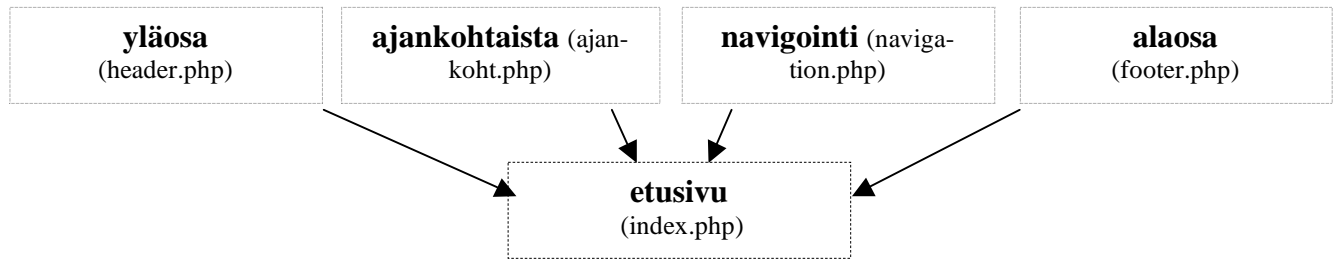 yläosa
(header.php)
ajankohtaista (ajan-
koht.php)
navigointi (naviga-
tion.php)
alaosa
(footer.php)
etusivu
(index.php)